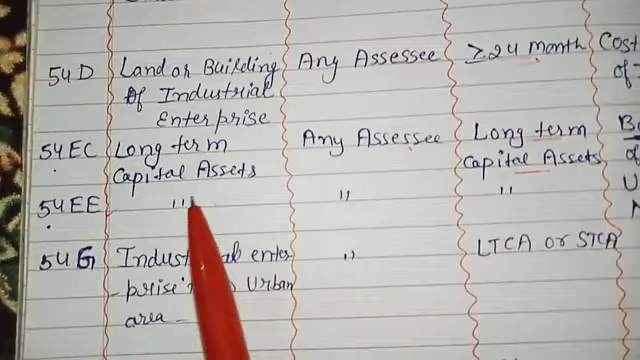 54D Land or Building Any Assessee ≥24 month Cost
Of Industrial of
Enterprise
54EC Long term Any Assessee Long term
Capital Assets Capital Assets of
54EE " " " U
54G Industrial enter " LTCA or STCA
-prise Urban
area -